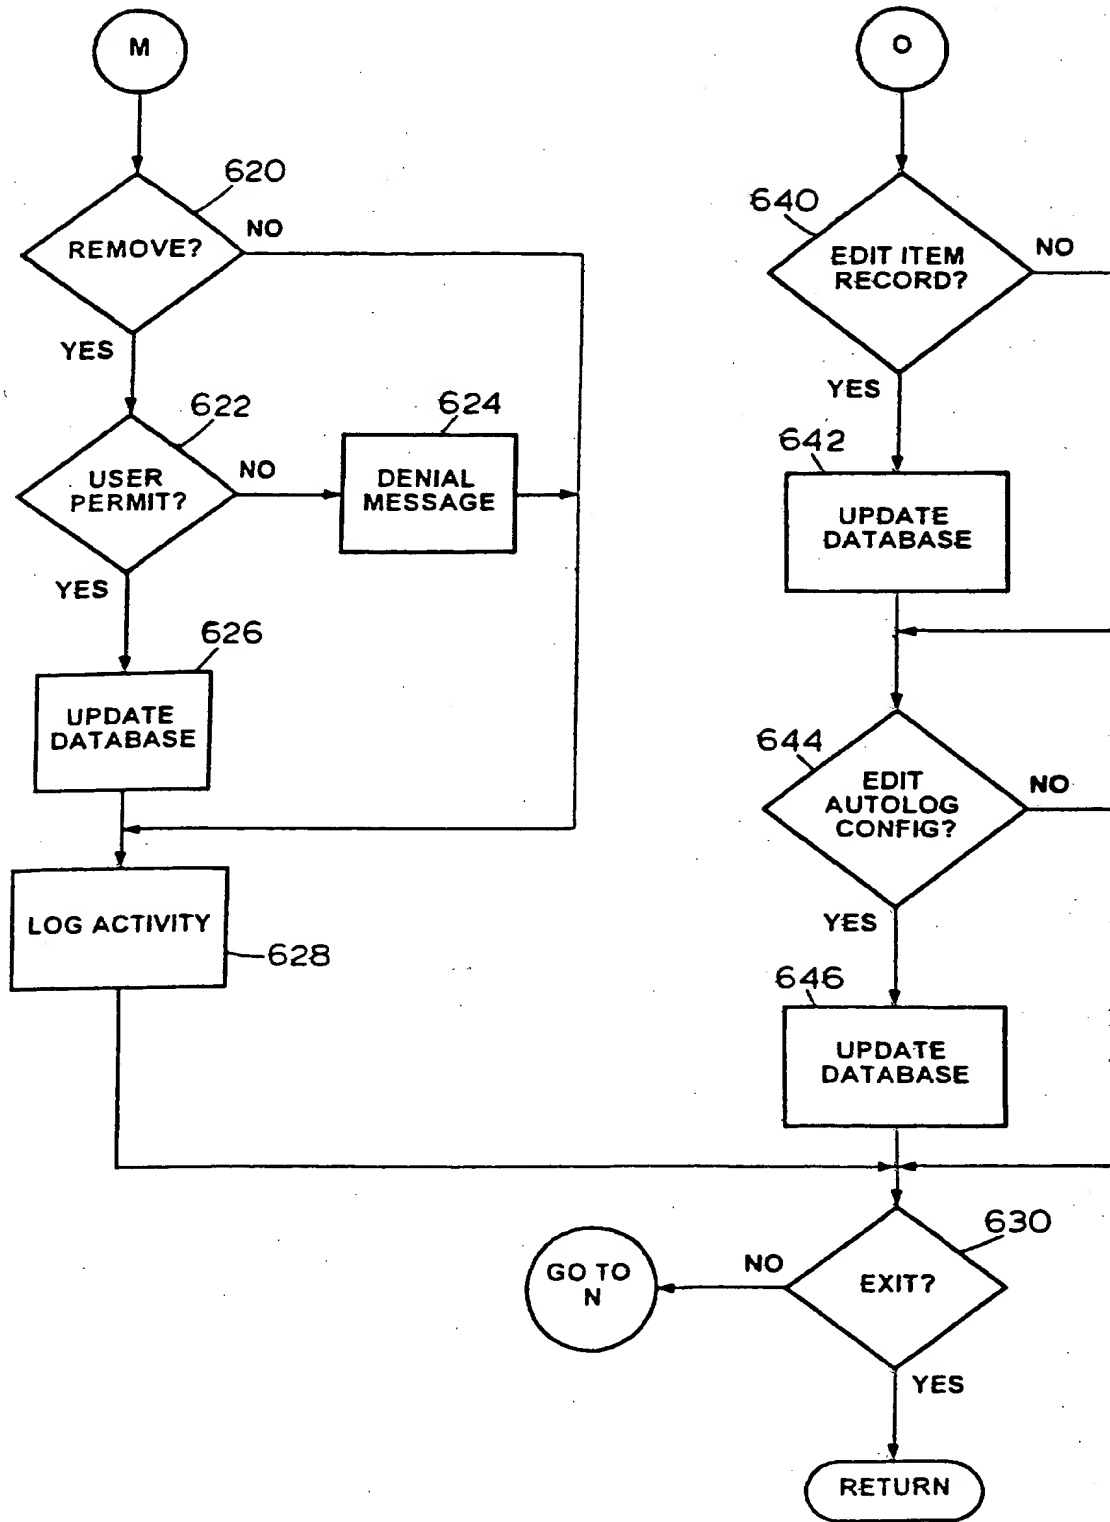 M
620
REMOVE?
NO
YES
622
USER
PERMIT?
NO
624
DENIAL
MESSAGE
YES
626
UPDATE
DATABASE
LOG ACTIVITY
628
O
640
EDIT ITEM
RECORD?
NO
YES
642
UPDATE
DATABASE
644
EDIT
AUTOLOG
CONFIG?
NO
YES
646
UPDATE
DATABASE
630
EXIT?
NO
GO TO
N
YES
RETURN